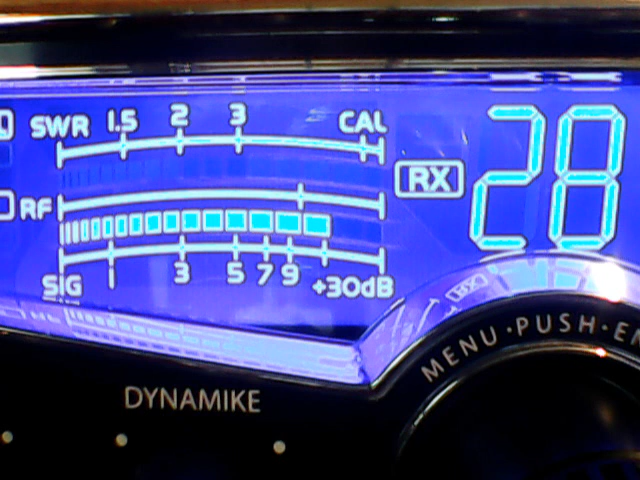 SWR 1.5 2 3 CAL
RX
28
RF
1 3 5 7 9 +30dB
SIG
MENU·PUSH·
DYNAMIKE